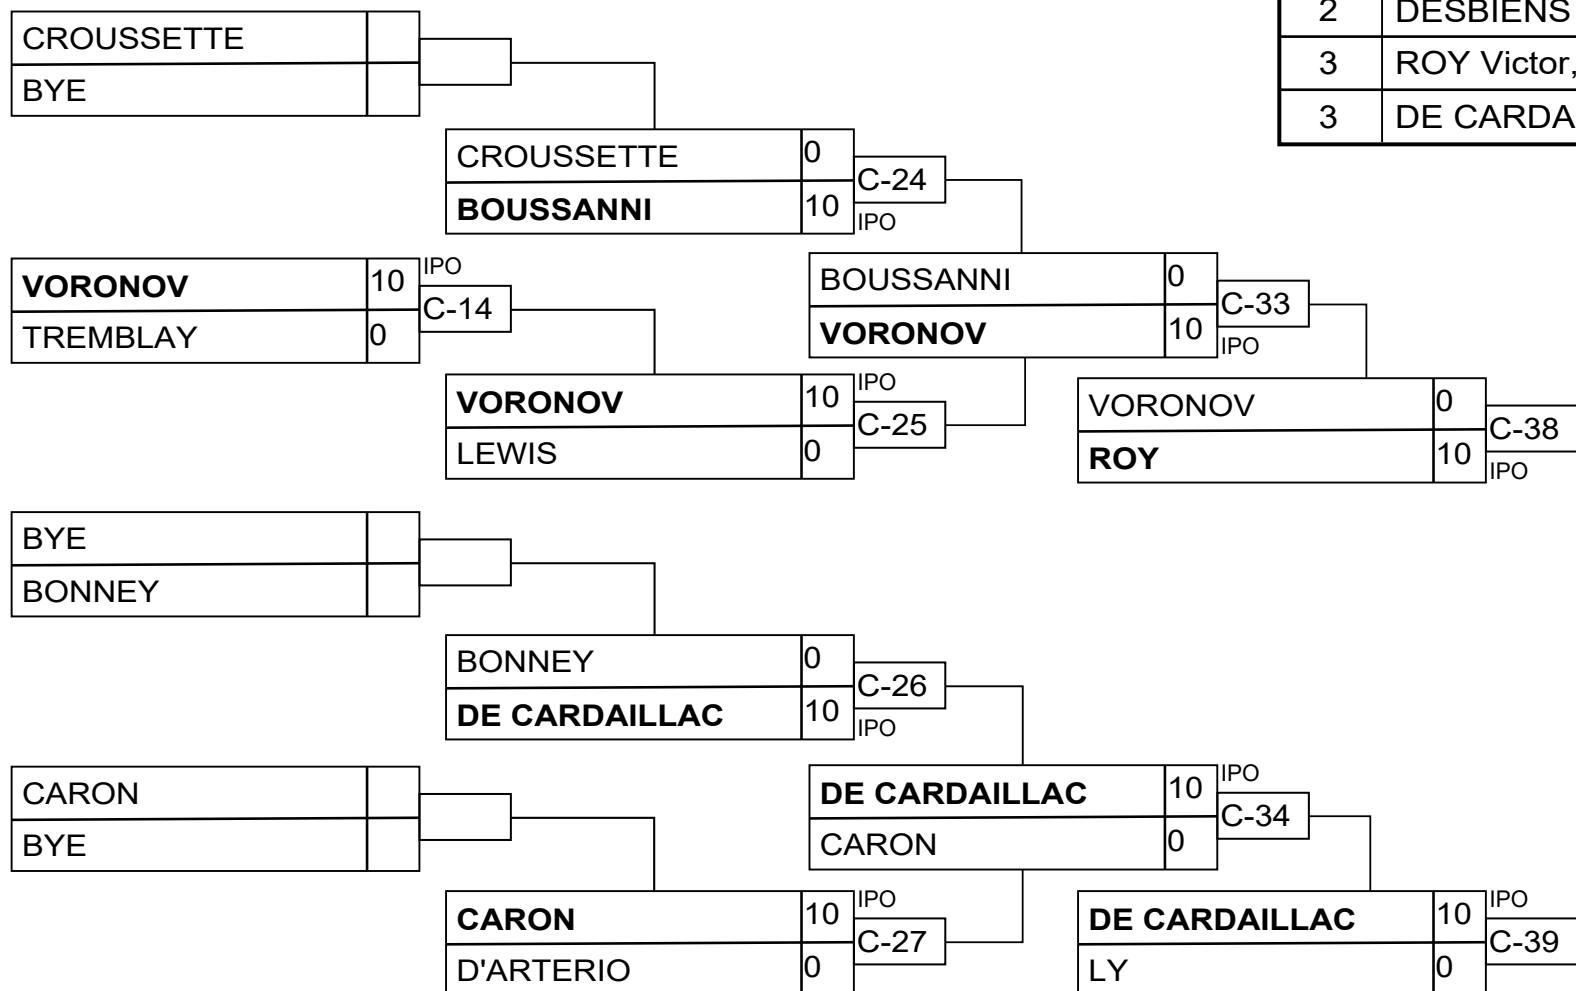 2 DESBIENS
3 ROY Victor,
3 DE CARDA
CROUSSETTE
BYE
CROUSSETTE 0
C-24
BOUSSANNI 10
IPO
VORONOV 10 IPO
C-14
TREMBLAY 0
BOUSSANNI 0
C-33
VORONOV 10
IPO
VORONOV 10 IPO
C-25
LEWIS 0
VORONOV 0
C-38
ROY 10
IPO
BYE
BONNEY
BONNEY 0
C-26
DE CARDAILLAC 10
IPO
CARON
BYE
DE CARDAILLAC 10 IPO
C-34
CARON 0
CARON 10 IPO
C-27
D'ARTERIO 0
DE CARDAILLAC 10 IPO
C-39
LY 0